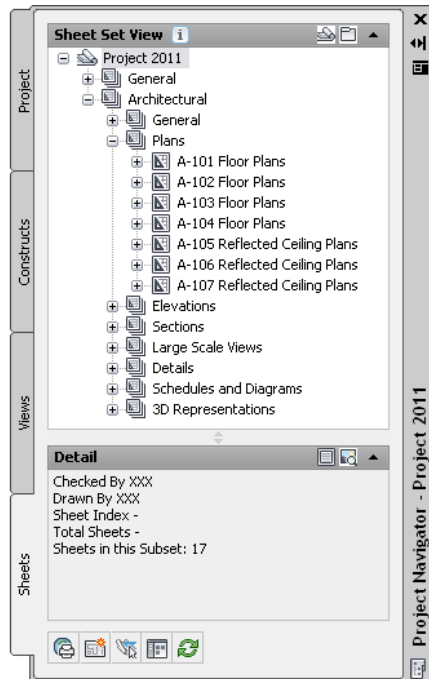 Project
Constructs
Views
Sheets
Sheet Set View
Project 2011
General
Architectural
General
Plans
A-101 Floor Plans
A-102 Floor Plans
A-103 Floor Plans
A-104 Floor Plans
A-105 Reflected Ceiling Plans
A-106 Reflected Ceiling Plans
A-107 Reflected Ceiling Plans
Elevations
Sections
Large Scale Views
Details
Schedules and Diagrams
3D Representations
Detail
Checked By XXX
Drawn By XXX
Sheet Index -
Total Sheets -
Sheets in this Subset: 17
Project Navigator - Project 2011